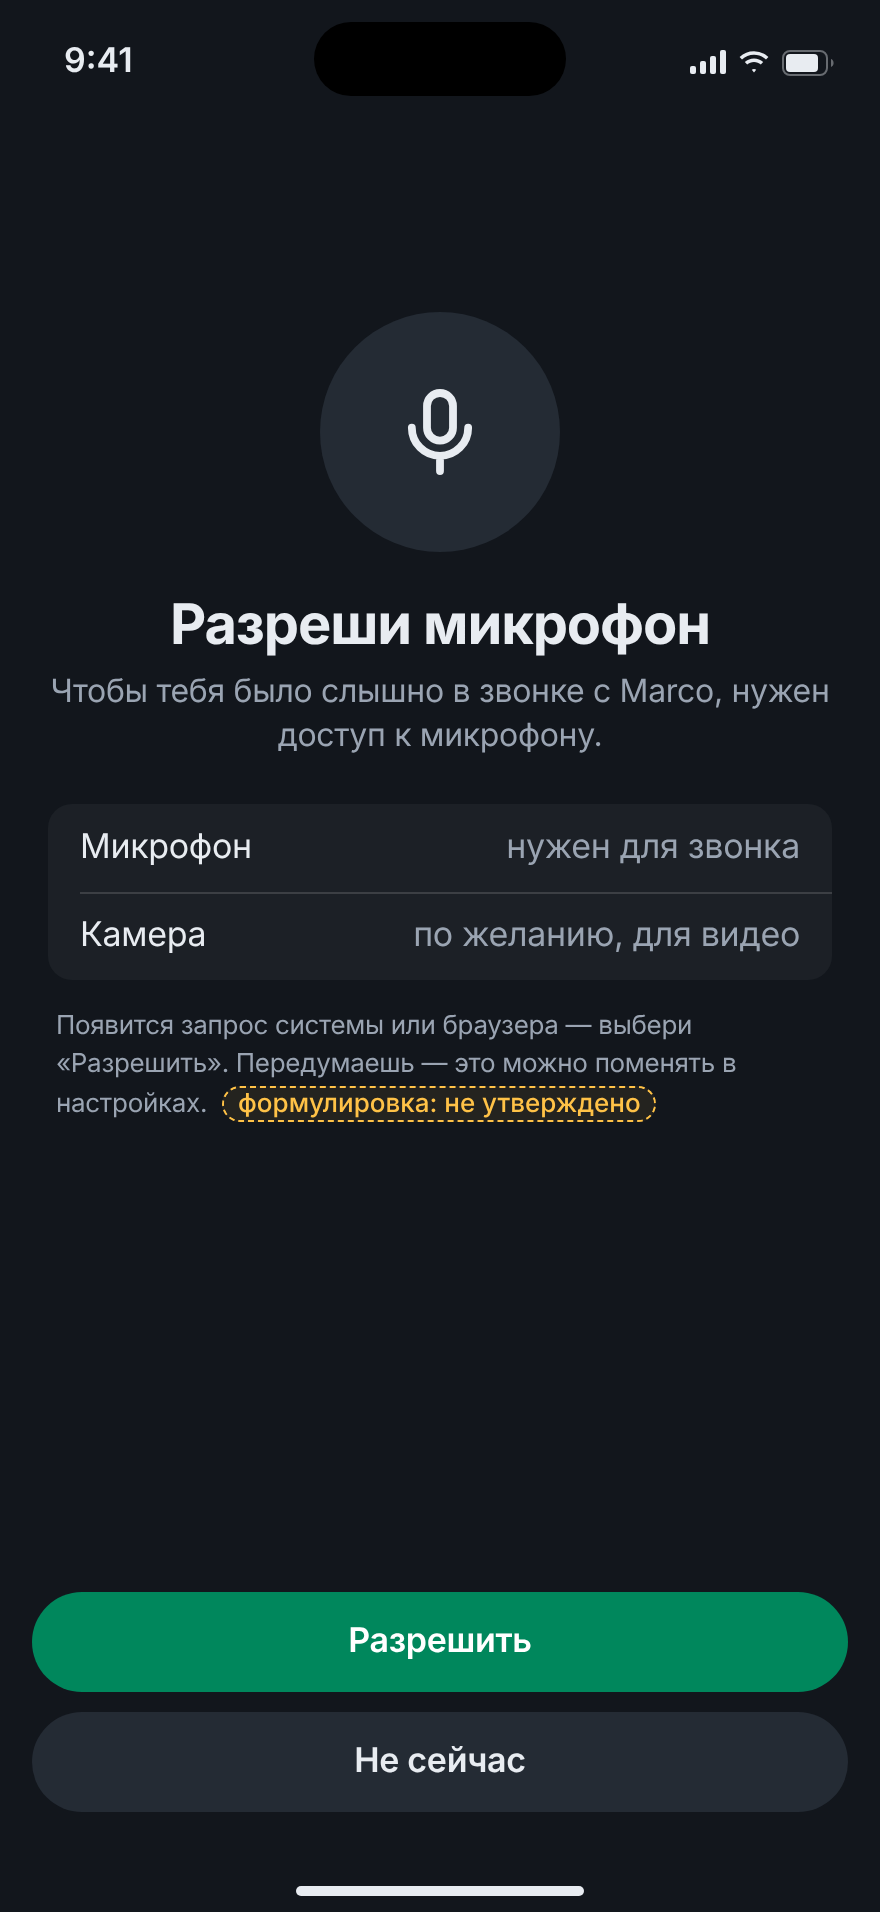 9:41
Разреши микрофон
Чтобы тебя было слышно в звонке с Marco, нужен
доступ к микрофону.
Микрофон нужен для звонка
Камера по желанию, для видео
Появится запрос системы или браузера — выбери
«Разрешить». Передумаешь — это можно поменять в
настройках. формулировка: не утверждено
Разрешить
Не сейчас